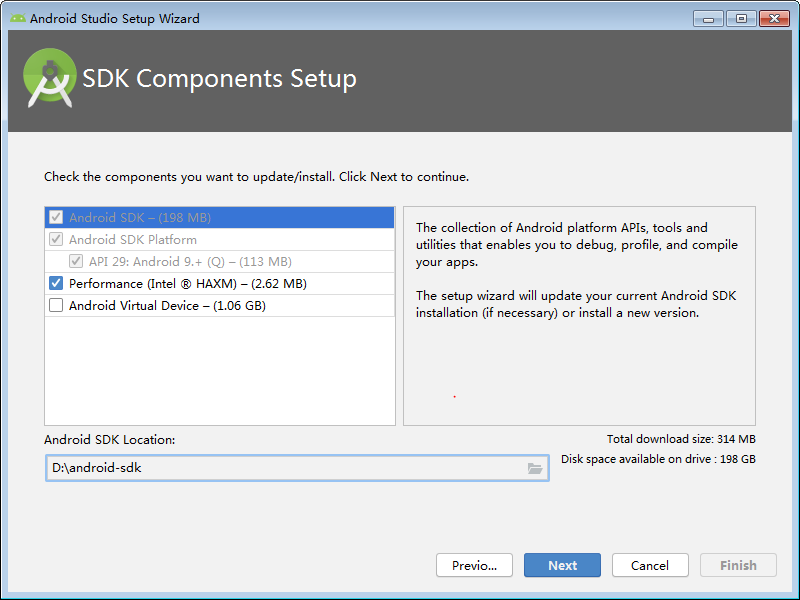 Android Studio Setup Wizard
SDK Components Setup
Check the components you want to update/install. Click Next to continue.
Android SDK – (198 MB)
Android SDK Platform
API 29: Android 9.+ (Q) – (113 MB)
Performance (Intel ® HAXM) – (2.62 MB)
Android Virtual Device – (1.06 GB)
The collection of Android platform APIs, tools and
utilities that enables you to debug, profile, and compile
your apps.
The setup wizard will update your current Android SDK
installation (if necessary) or install a new version.
Android SDK Location:
Total download size: 314 MB
D:\android-sdk
Disk space available on drive : 198 GB
Previo...
Next
Cancel
Finish